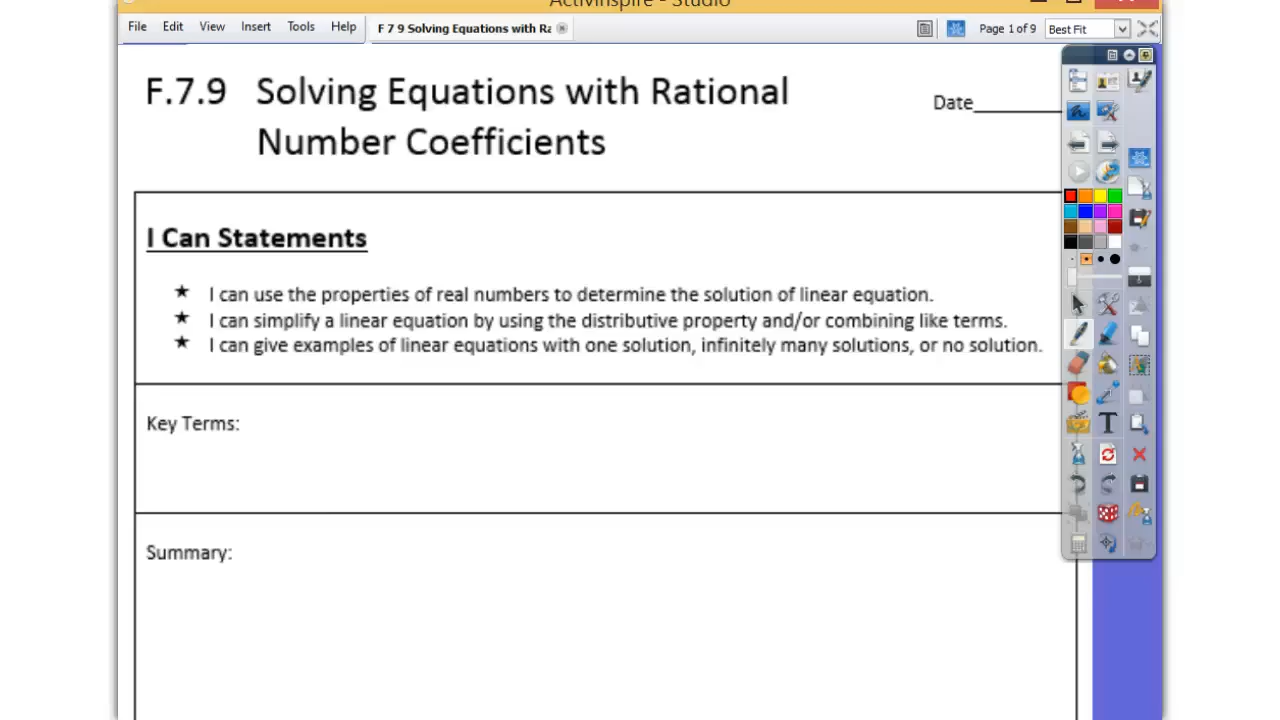 ActivInspire - Studio
File Edit View Insert Tools Help F 7 9 Solving Equations with Ra Page 1 of 9 Best Fit
F.7.9 Solving Equations with Rational
Number Coefficients
Date________
I Can Statements
★ I can use the properties of real numbers to determine the solution of linear equation.
★ I can simplify a linear equation by using the distributive property and/or combining like terms.
★ I can give examples of linear equations with one solution, infinitely many solutions, or no solution.
Key Terms:
Summary: